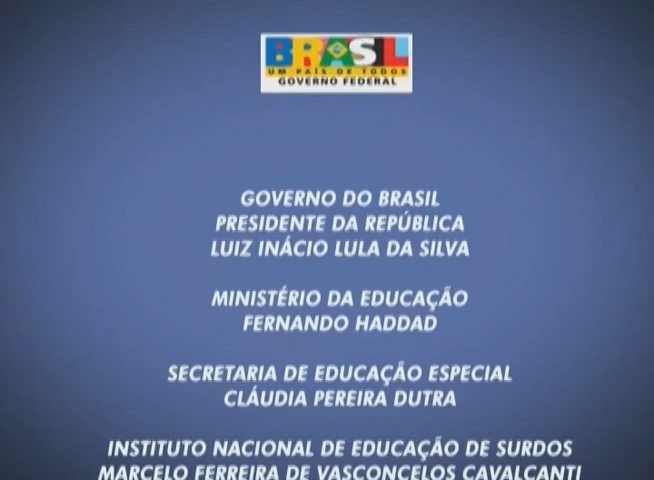 BRASIL
UM PAÍS DE TODOS
GOVERNO FEDERAL
GOVERNO DO BRASIL
PRESIDENTE DA REPÚBLICA
LUIZ INÁCIO LULA DA SILVA
MINISTÉRIO DA EDUCAÇÃO
FERNANDO HADDAD
SECRETARIA DE EDUCAÇÃO ESPECIAL
CLÁUDIA PEREIRA DUTRA
INSTITUTO NACIONAL DE EDUCAÇÃO DE SURDOS
MARCELO FERREIRA DE VASCONCELOS CAVALCANTI